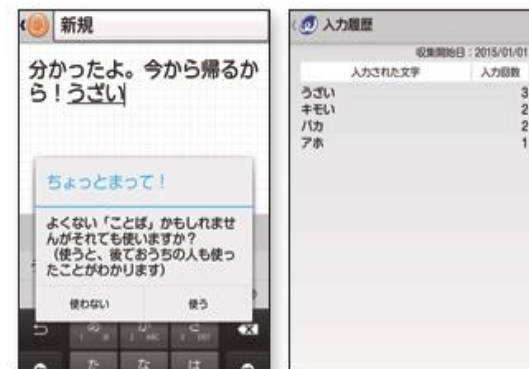 新規
分かったよ。今から帰るか
ら！うざい
ちょっとまって！
よくない「ことば」かもしれませ
んがそれでも使いますか？
（使うと、後でおうちの人も使っ
たことがわかります）
使わない 使う
た な は
入力履歴
収集開始日：2015/01/01
入力された文字 入力回数
うざい 3
キモい 2
バカ 2
アホ 1